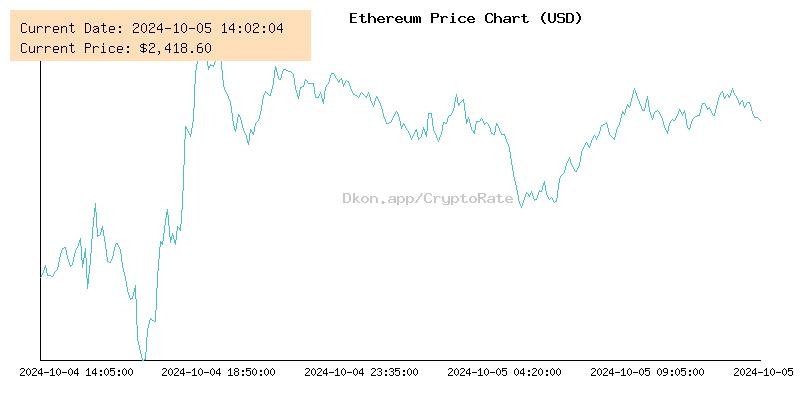 Ethereum Price Chart (USD)
Current Date: 2024-10-05 14:02:04
Current Price: $2,418.60
Dkon.app/CryptoRate
2024-10-04 14:05:00 2024-10-04 18:50:00 2024-10-04 23:35:00 2024-10-05 04:20:00 2024-10-05 09:05:00 2024-10-05